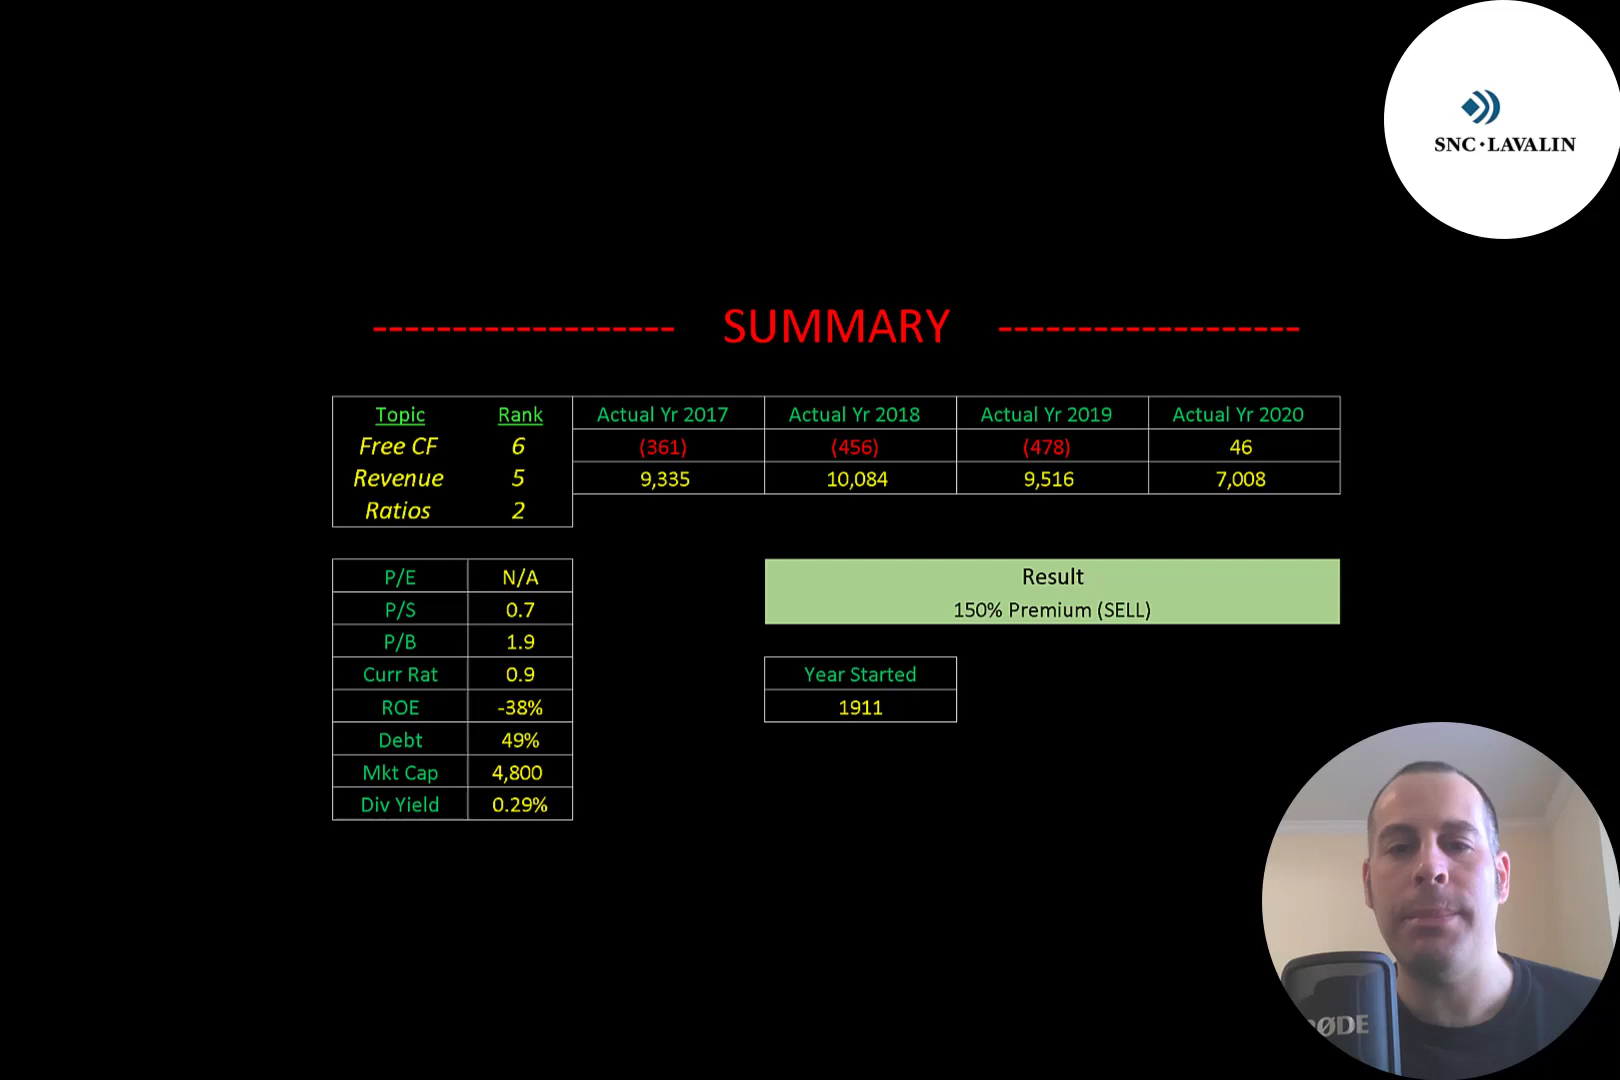 SNC·LAVALIN
------------------- SUMMARY -------------------
Topic Rank Actual Yr 2017 Actual Yr 2018 Actual Yr 2019 Actual Yr 2020
Free CF 6 (361) (456) (478) 46
Revenue 5 9,335 10,084 9,516 7,008
Ratios 2
P/E N/A Result
P/S 0.7 150% Premium (SELL)
P/B 1.9
Curr Rat 0.9 Year Started
ROE -38% 1911
Debt 49%
Mkt Cap 4,800
Div Yield 0.29%
RØDE